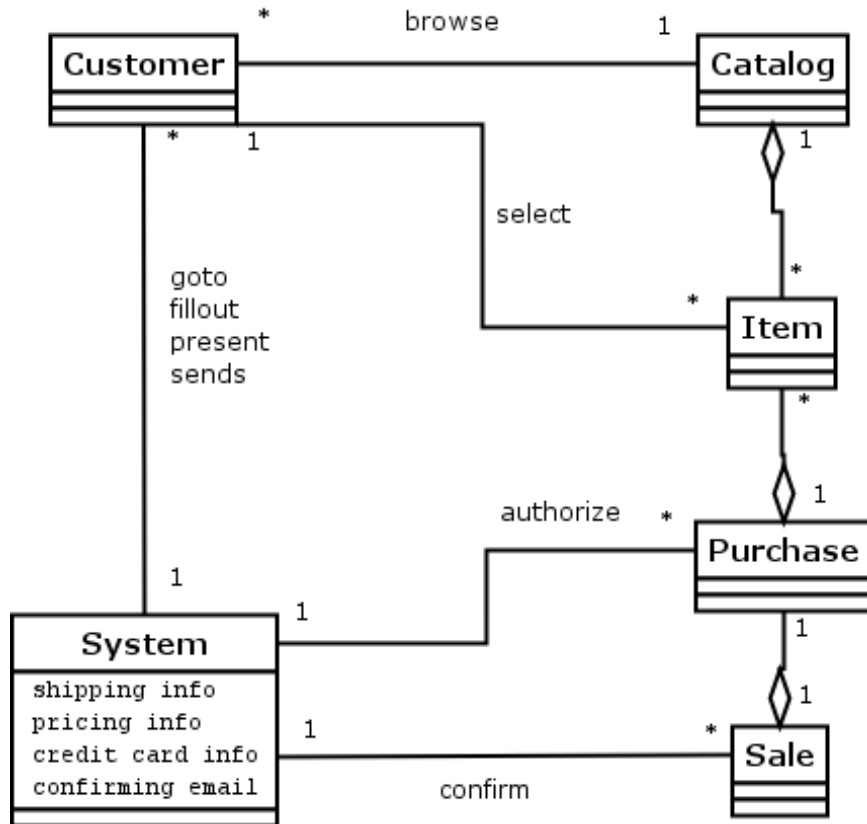 * browse 1
Customer
Catalog
* 1
1
select
goto
fillout
present
sends
*
*
Item
*
authorize *
1
Purchase
1 1
1
System
shipping info
pricing info
credit card info
confirming email
1
1 *
Sale
confirm